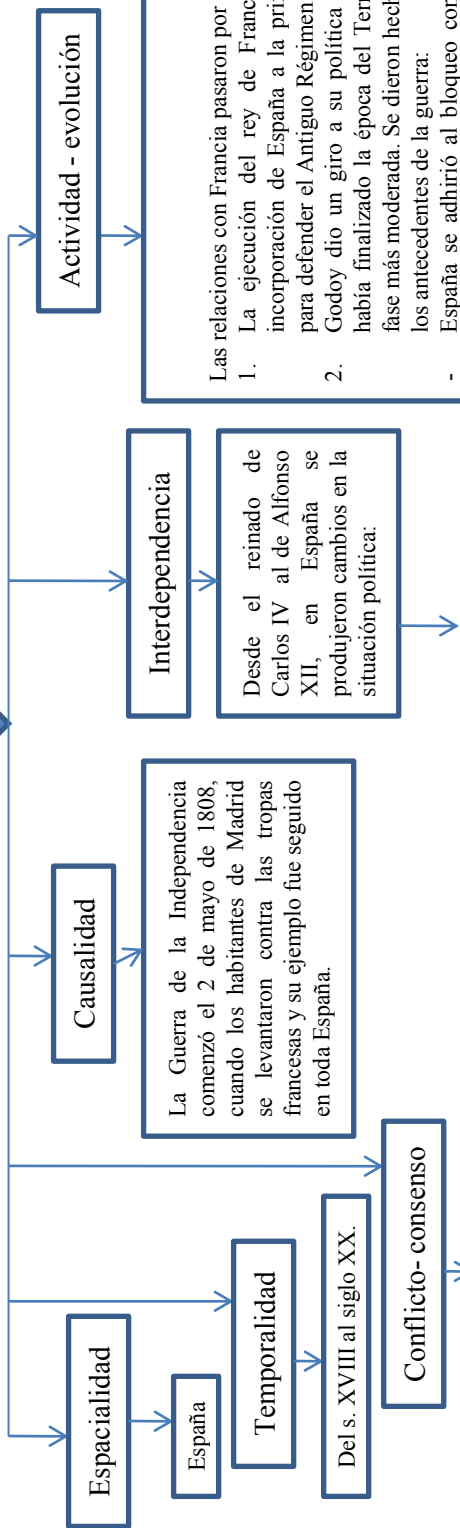 Espacialidad
España
Temporalidad
Del s. XVIII al siglo XX.
Conflicto- consenso
Causalidad
La Guerra de la Independencia
comenzó el 2 de mayo de 1808,
cuando los habitantes de Madrid
se levantaron contra las tropas
francesas y su ejemplo fue seguido
en toda España.
Interdependencia
Desde el reinado de
Carlos IV al de Alfonso
XII, en España se
produjeron cambios en la
situación política:
Actividad - evolución
Las relaciones con Francia pasaron por
1. La ejecución del rey de Franc
incorporación de España a la pri
para defender el Antiguo Régimen
2. Godoy dio un giro a su política
había finalizado la época del Terr
fase más moderada. Se dieron hech
los antecedentes de la guerra:
- España se adhirió al bloqueo con